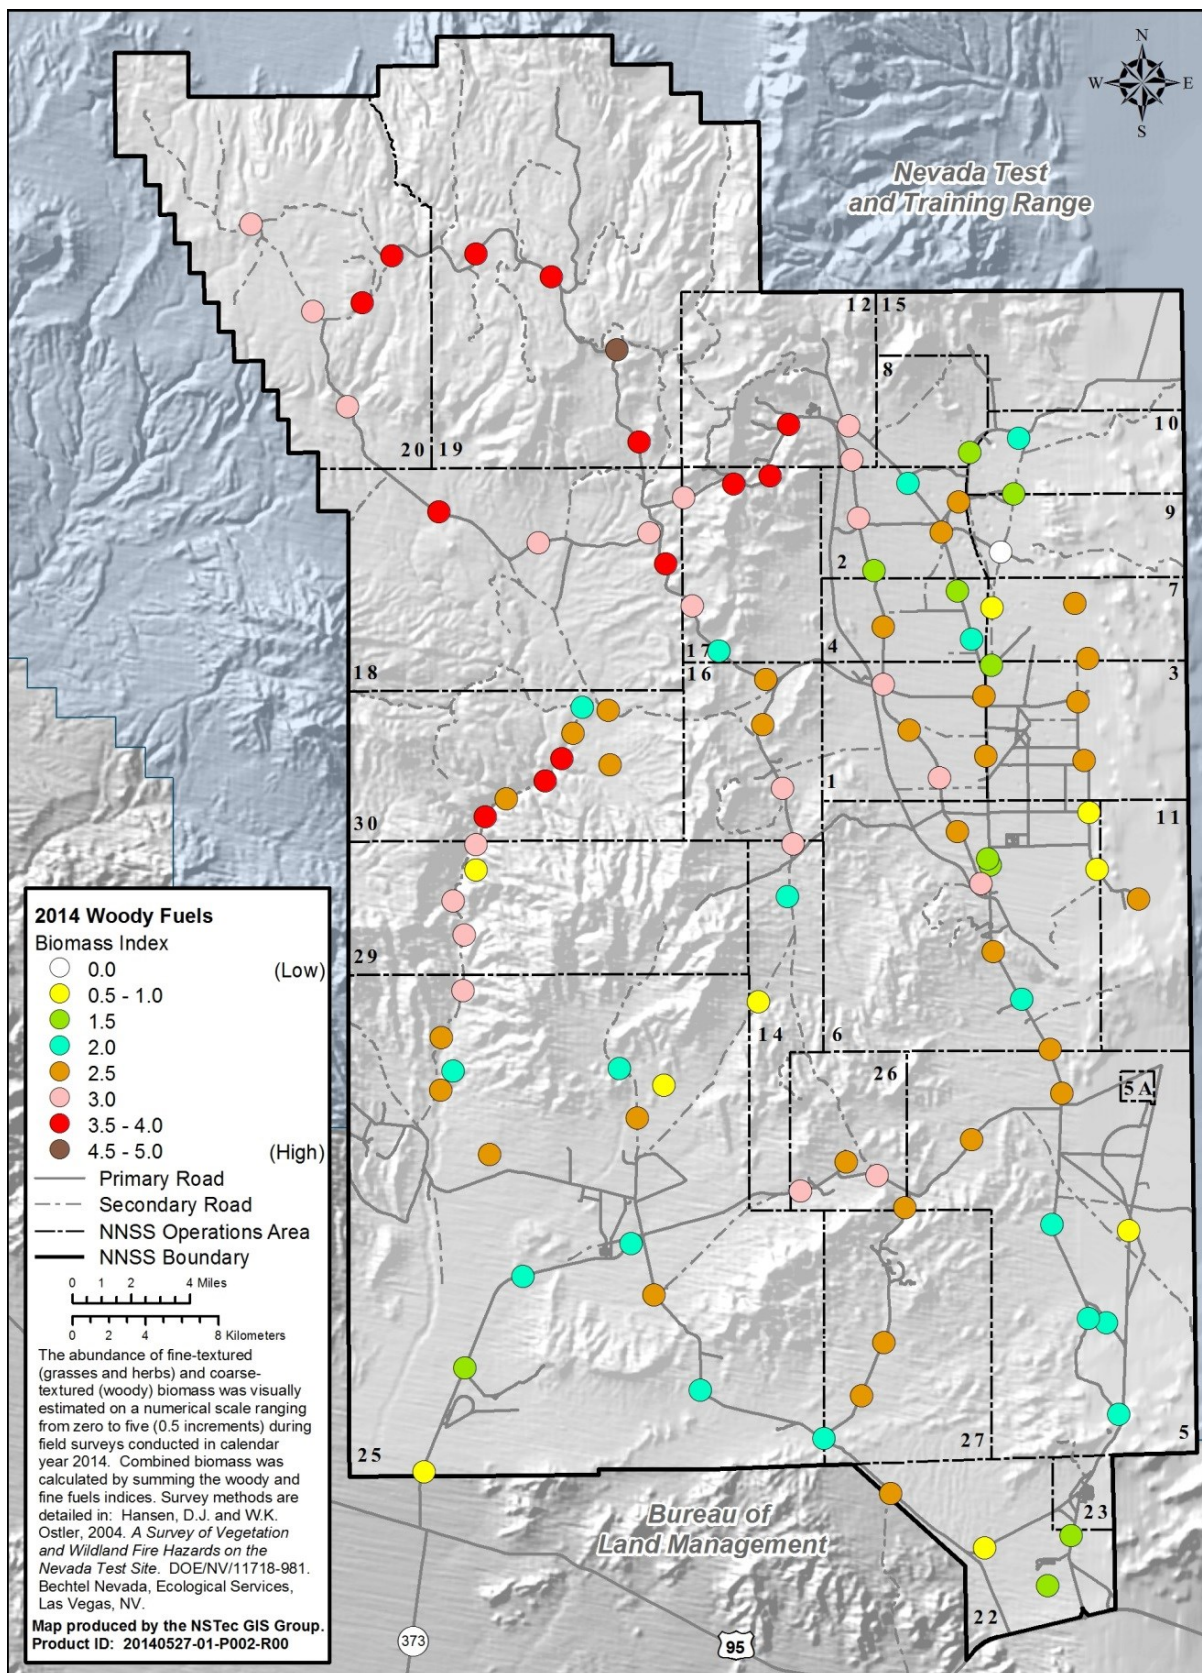 N
W E
S
Nevada Test
and Training Range
12 15
8
10
20 19
9
2
7
18
17
4
16
3
1
30
11
29
14
6
26
5A
25
27
5
23
22
Bureau of
Land Management
373
95
2014 Woody Fuels
Biomass Index
0.0 (Low)
0.5 - 1.0
1.5
2.0
2.5
3.0
3.5 - 4.0
4.5 - 5.0 (High)
Primary Road
Secondary Road
NNSS Operations Area
NNSS Boundary
0 1 2 4 Miles
0 2 4 8 Kilometers
The abundance of fine-textured
(grasses and herbs) and coarse-
textured (woody) biomass was visually
estimated on a numerical scale ranging
from zero to five (0.5 increments) during
field surveys conducted in calendar
year 2014. Combined biomass was
calculated by summing the woody and
fine fuels indices. Survey methods are
detailed in: Hansen, D.J. and W.K.
Ostler, 2004. A Survey of Vegetation
and Wildland Fire Hazards on the
Nevada Test Site. DOE/NV/11718-981.
Bechtel Nevada, Ecological Services,
Las Vegas, NV.
Map produced by the NSTec GIS Group.
Product ID: 20140527-01-P002-R00